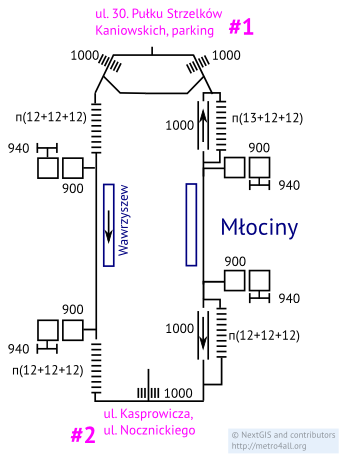 ul. 30. Pułku Strzelków
Kaniowskich, parking
#1
1000
1000
п(12+12+12)
1000
п(13+12+12)
940
900
900
940
Wawrzyszew
Młociny
900
940
900
940
1000
п(12+12+12)
п(12+12+12)
1000
#2
ul. Kasprowicza,
ul. Nocznickiego
© NextGIS and contributors
http://metro4all.org